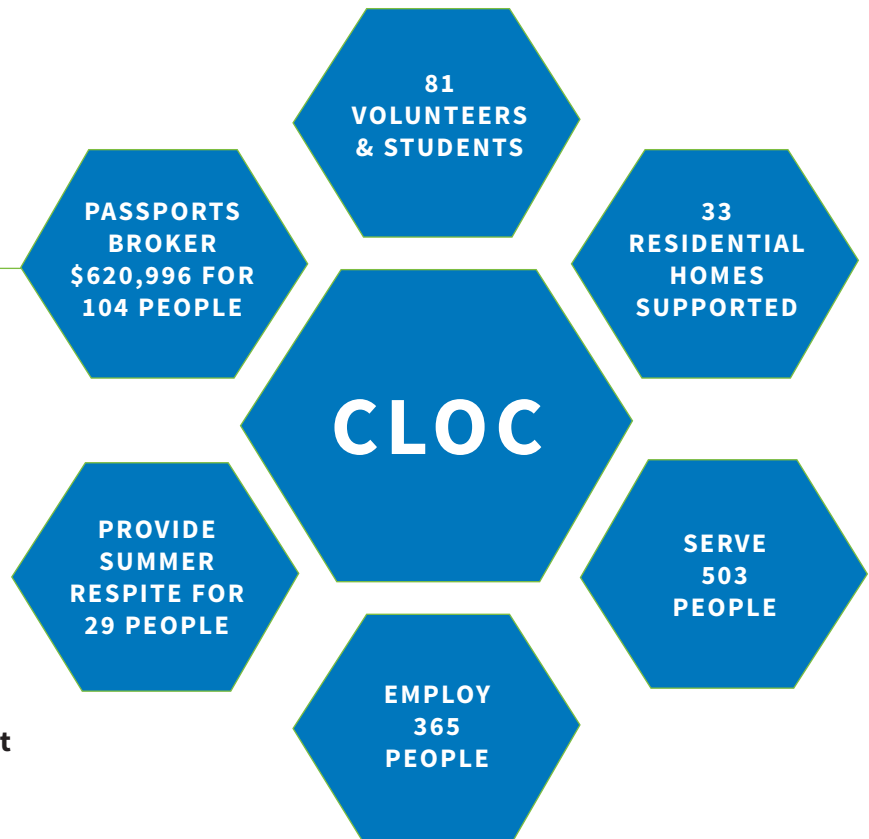 81
VOLUNTEERS
& STUDENTS
PASSPORTS
BROKER
$620,996 FOR
104 PEOPLE
33
RESIDENTIAL
HOMES
SUPPORTED
CLOC
PROVIDE
SUMMER
RESPITE FOR
29 PEOPLE
SERVE
503
PEOPLE
EMPLOY
365
PEOPLE
t